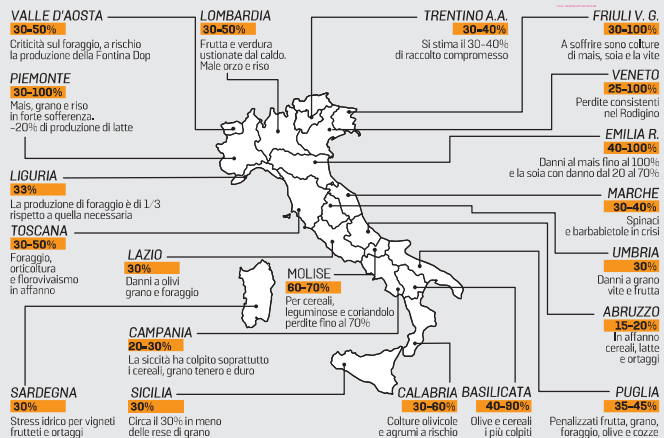 VALLE D'AOSTA
30-50%
Criticità sul foraggio, a rischio
la produzione della Fontina Dop
LOMBARDIA
30-50%
Frutta e verdura
ustionate dal caldo.
Male orzo e riso
TRENTINO A.A.
30-40%
Si stima il 30-40%
di raccolto compromesso
FRIULI V. G.
30-100%
A soffrire sono colture
di mais, soia e la vite
PIEMONTE
30-100%
Mais, grano e riso
in forte sofferenza.
-20% di produzione di latte
VENETO
25-100%
Perdite consistenti
nel Rodigino
EMILIA R.
40-100%
Danni al mais fino al 100%
e la soia con danno dal 20 al 70%
LIGURIA
33%
La produzione di foraggio è di 1/3
rispetto a quella necessaria
MARCHE
30-40%
Spinaci
e barbabietole in crisi
TOSCANA
30-50%
Foraggio,
orticoltura
e florovivaismo
in affanno
LAZIO
30%
Danni a olivi
grano e foraggio
MOLISE
60-70%
Per cereali,
leguminose e coriandolo
perdite fino al 70%
UMBRIA
30%
Danni a grano
vite e frutta
ABRUZZO
15-20%
In affanno
cereali, latte
e ortaggi
CAMPANIA
20-30%
La siccità ha colpito soprattutto
i cereali, grano tenero e duro
SARDEGNA
30%
Stress idrico per vigneti
frutteti e ortaggi
SICILIA
30%
Circa il 30% in meno
delle rese di grano
CALABRIA
30-60%
Colture olivicole
e agrumi a rischio
BASILICATA
40-90%
Olive e cereali
i più colpiti
PUGLIA
35-45%
Penalizzati frutta, grano,
foraggio, olive e cozze